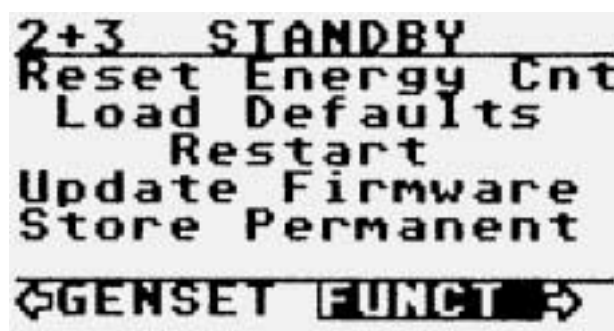 2+3 STANDBY
Reset Energy Cnt
Load Defaults
Restart
Update Firmware
Store Permanent
⇦GENSET FUNCT⇨